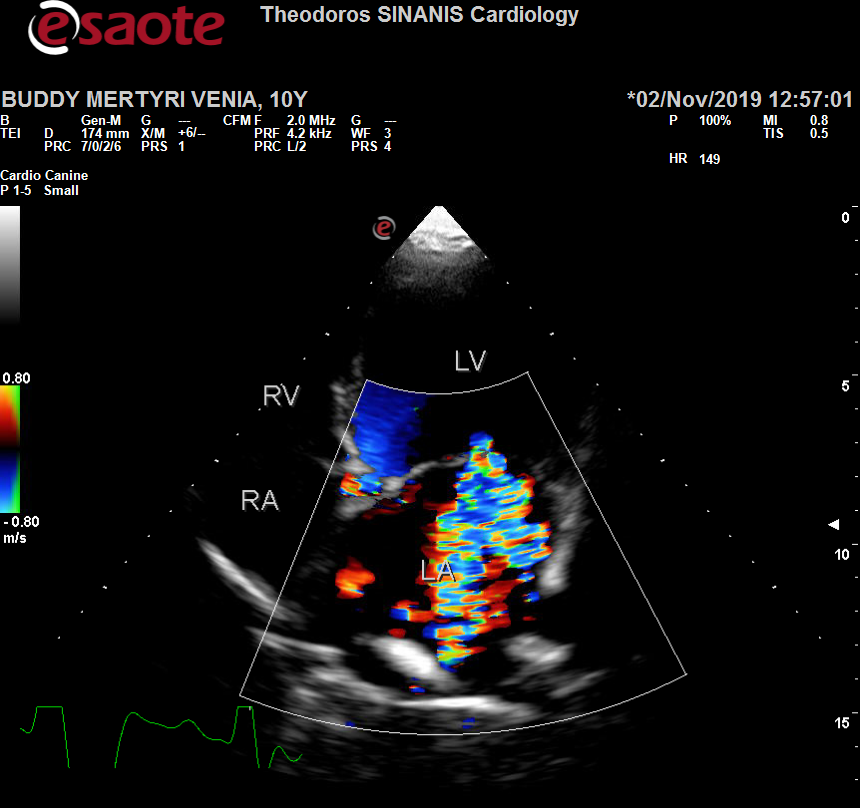 esaote
Theodoros SINANIS Cardiology
BUDDY MERTYRI VENIA, 10Y *02/Nov/2019 12:57:01
B Gen-M G --- CFM F 2.0 MHz G --- P 100% MI 0.8
TEI D 174 mm X/M +6/-- PRF 4.2 kHz WF 3 TIS 0.5
PRC 7/0/2/6 PRS 1 PRC L/2 PRS 4
HR 149
Cardio Canine
P 1-5 Small
e
0
LV
0.80
5
RV
RA
- 0.80
m/s
10
LA
15